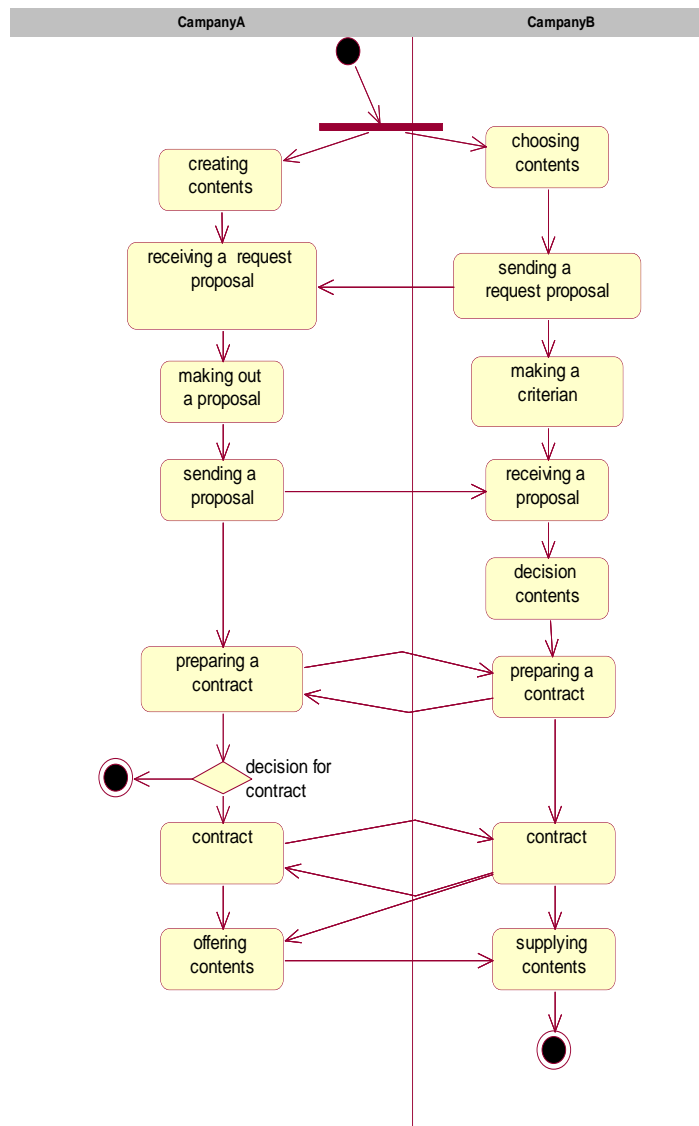 CampanyA
CampanyB
creating
contents
choosing
contents
receiving a request
proposal
sending a
request proposal
making out
a proposal
making a
criterian
sending a
proposal
receiving a
proposal
decision
contents
preparing a
contract
preparing a
contract
decision for
contract
contract
contract
offering
contents
supplying
contents